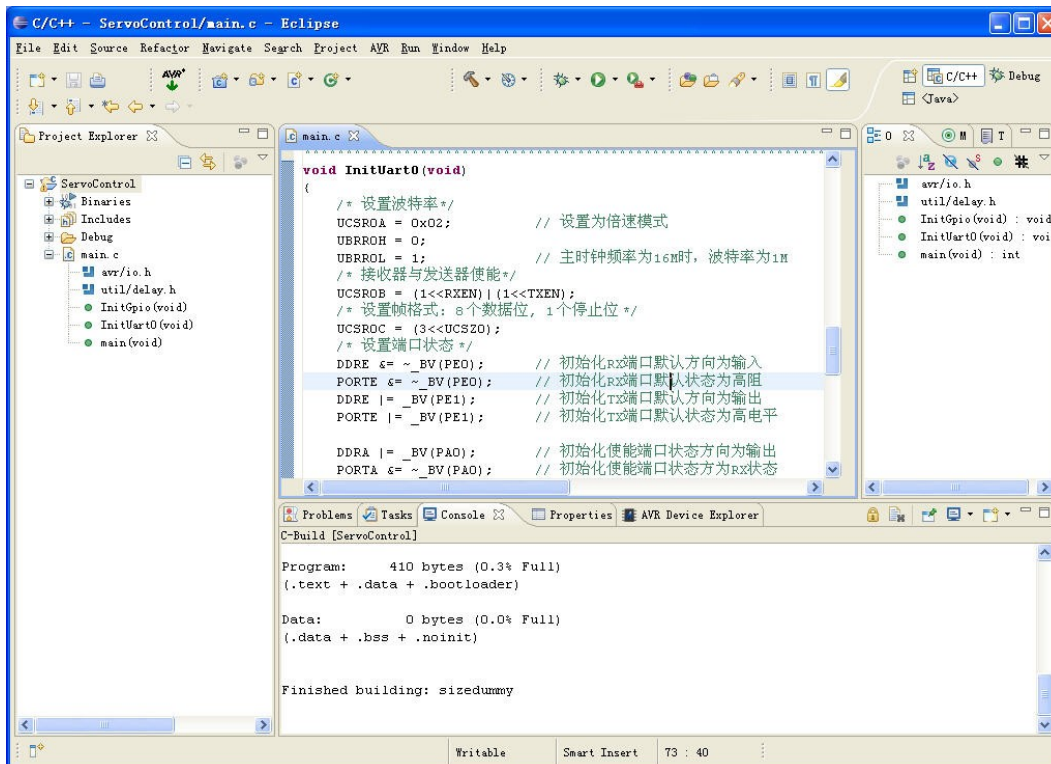 C/C++ - ServoControl/main.c - Eclipse
File Edit Source Refactor Navigate Search Project AVR Run Window Help
AVR
C/C++
Debug
<Java>
Project Explorer
main.c
O
M
T
ServoControl
Binaries
Includes
Debug
main.c
avr/io.h
util/delay.h
InitGpio(void)
InitUart0(void)
main(void)
void InitUart0(void)
{
/* 设置波特率*/
UCSR0A = 0x02; // 设置为倍速模式
UBRR0H = 0;
UBRR0L = 1; // 主时钟频率为16M时, 波特率为1M
/* 接收器与发送器使能*/
UCSR0B = (1<<RXEN)|(1<<TXEN);
/* 设置帧格式: 8个数据位, 1个停止位 */
UCSR0C = (3<<UCSZ0);
/* 设置端口状态 */
DDRE &= ~_BV(PE0); // 初始化RX端口默认方向为输入
PORTE &= ~_BV(PE0); // 初始化RX端口默认状态为高阻
DDRE |= _BV(PE1); // 初始化TX端口默认方向为输出
PORTE |= _BV(PE1); // 初始化TX端口默认状态为高电平
DDRA |= _BV(PA0); // 初始化使能端口状态方向为输出
PORTA &= ~_BV(PA0); // 初始化使能端口状态方为RX状态
avr/io.h
util/delay.h
InitGpio(void) : void
InitUart0(void) : voi
main(void) : int
Problems Tasks Console Properties AVR Device Explorer
C-Build [ServoControl]
Program: 410 bytes (0.3% Full)
(.text + .data + .bootloader)
Data: 0 bytes (0.0% Full)
(.data + .bss + .noinit)
Finished building: sizedummy
Writable Smart Insert 73 : 40